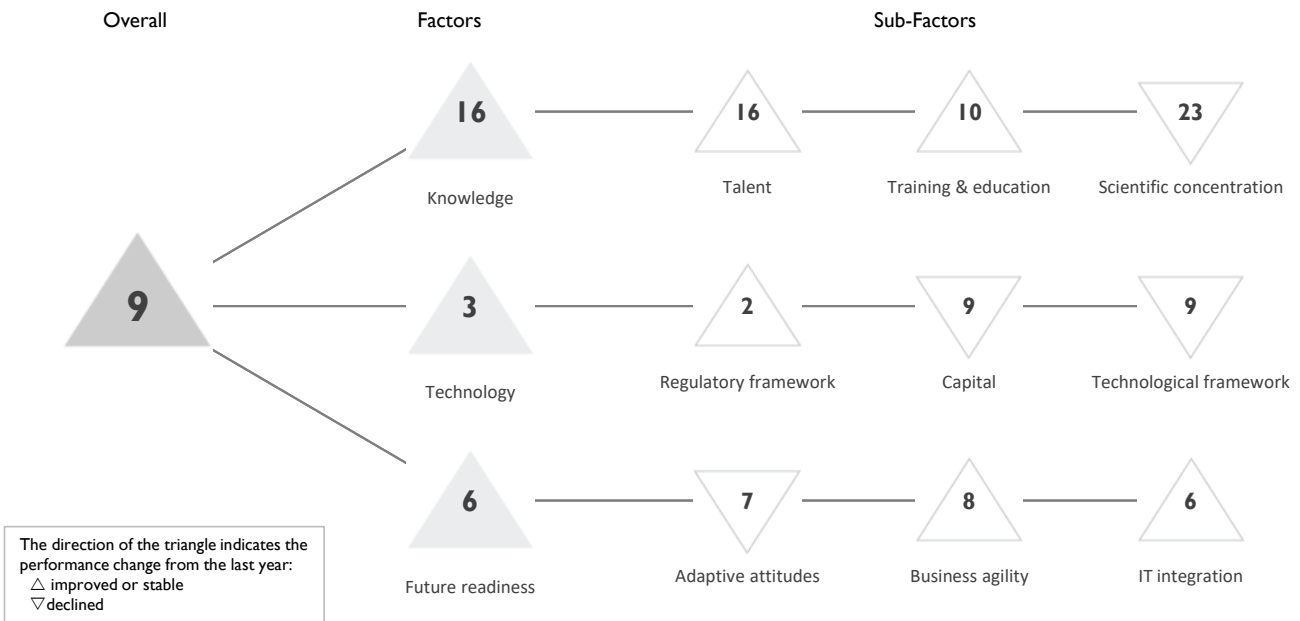 Overall
Factors
Sub-Factors
16
16
10
23
Knowledge
Talent
Training & education
Scientific concentration
9
3
2
9
9
Technology
Regulatory framework
Capital
Technological framework
6
7
8
6
Future readiness
Adaptive attitudes
Business agility
IT integration
The direction of the triangle indicates the
performance change from the last year:
△ improved or stable
▽ declined